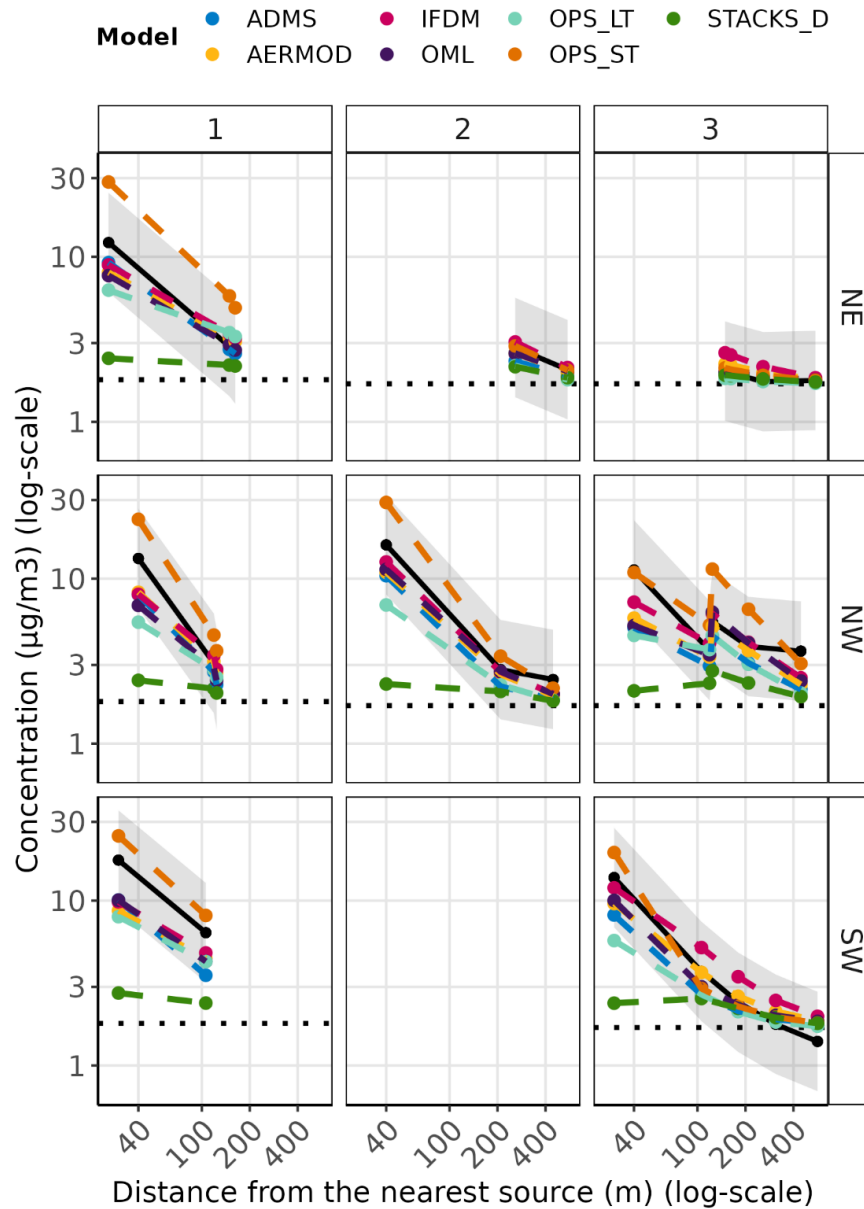 Model ADMS IFDM OPS_LT STACKS_D
AERMOD OML OPS_ST
1 2 3
30
10
3
1
NE
30
10
3
1
NW
30
10
3
1
SW
Concentration (µg/m3) (log-scale)
40 100 200 400 40 100 200 400 40 100 200 400
Distance from the nearest source (m) (log-scale)